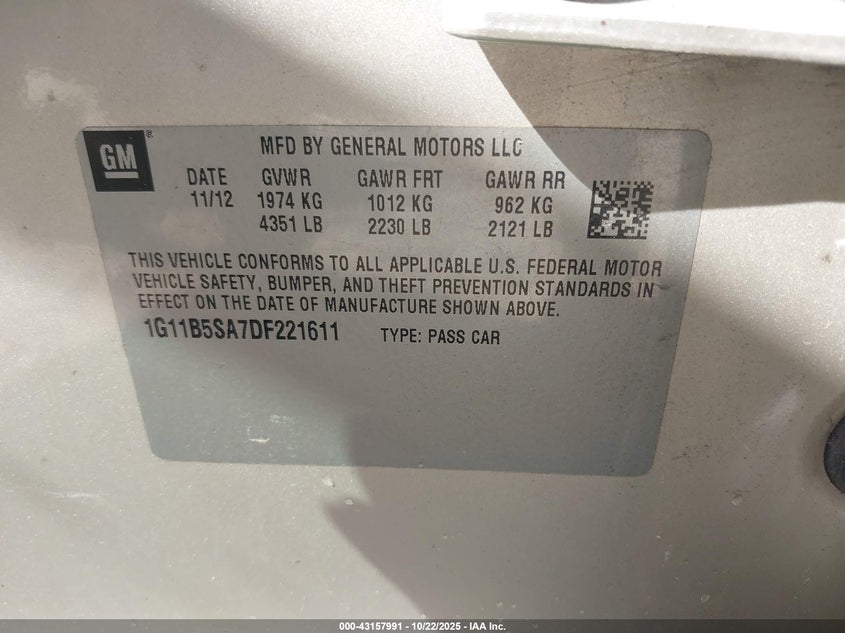 GM ®
MFD BY GENERAL MOTORS LLC
DATE GVWR GAWR FRT GAWR RR
11/12 1974 KG 1012 KG 962 KG
4351 LB 2230 LB 2121 LB
THIS VEHICLE CONFORMS TO ALL APPLICABLE U.S. FEDERAL MOTOR
VEHICLE SAFETY, BUMPER, AND THEFT PREVENTION STANDARDS IN
EFFECT ON THE DATE OF MANUFACTURE SHOWN ABOVE.
1G11B5SA7DF221611 TYPE: PASS CAR
000-43157991 - 10/22/2025 - IAA Inc.